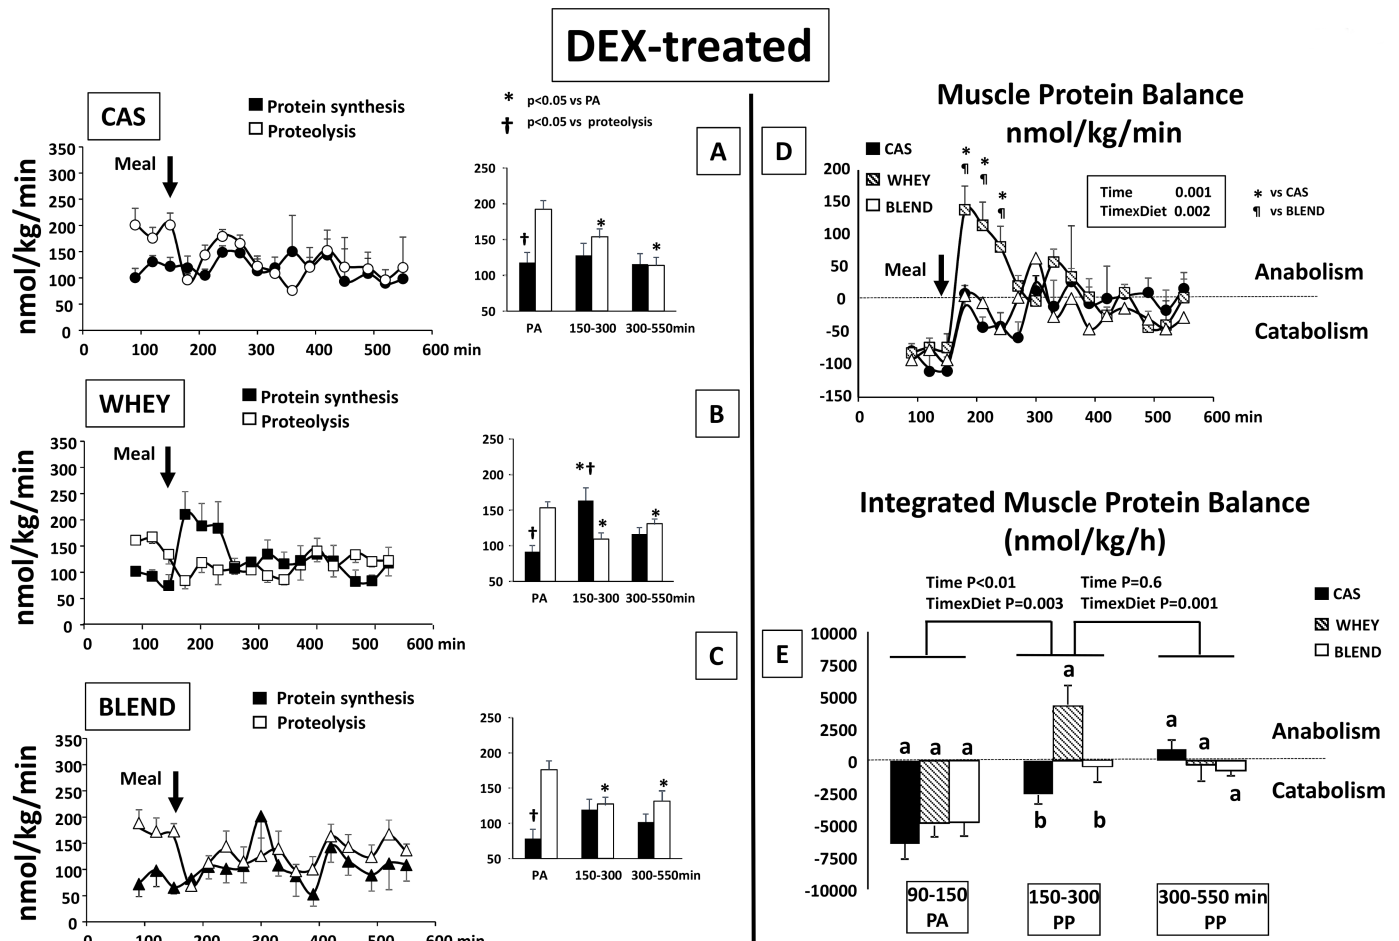 DEX-treated
CAS
Protein synthesis
Proteolysis
* p<0.05 vs PA
† p<0.05 vs proteolysis
A
nmol/kg/min
Meal
350
300
250
200
150
100
50
0
0 100 200 300 400 500 600 min
250
200
150
100
50
†
*
*
PA 150-300 300-550min
WHEY
Protein synthesis
Proteolysis
B
nmol/kg/min
Meal
350
300
250
200
150
100
50
0
0 100 200 300 400 500 600 min
250
200
150
100
50
†
*†
*
*
PA 150-300 300-550min
C
BLEND
Protein synthesis
Proteolysis
nmol/kg/min
Meal
350
300
250
200
150
100
50
0
0 100 200 300 400 500 600 min
250
200
150
100
50
†
*
*
PA 150-300 300-550min
Muscle Protein Balance
nmol/kg/min
D
CAS
WHEY
BLEND
* * *
¶ ¶ ¶
Time 0.001
TimexDiet 0.002
* vs CAS
¶ vs BLEND
Meal
200
150
100
50
0
-50
-100
-150
Anabolism
Catabolism
0 100 200 300 400 500 600 min
Integrated Muscle Protein Balance
(nmol/kg/h)
Time P<0.01
TimexDiet P=0.003
Time P=0.6
TimexDiet P=0.001
CAS
WHEY
BLEND
E
10000
7500
5000
2500
0
-2500
-5000
-7500
-10000
a a a
b a b
a a a
Anabolism
Catabolism
90-150
PA
150-300
PP
300-550 min
PP